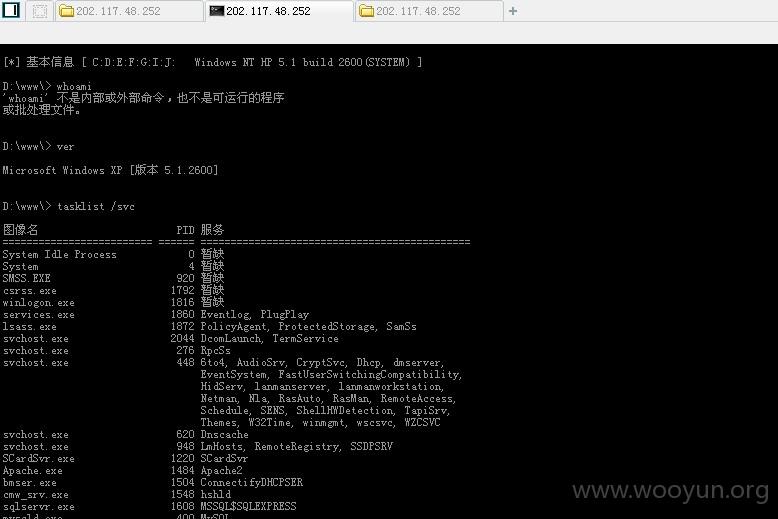 202.117.48.252 202.117.48.252 202.117.48.252 +
[*] 基本信息 [ C:D:E:F:G:I:J: Windows NT HP 5.1 build 2600(SYSTEM) ]
D:\www\> whoami
'whoami' 不是内部或外部命令，也不是可运行的程序
或批处理文件。
D:\www\> ver
Microsoft Windows XP [版本 5.1.2600]
D:\www\> tasklist /svc
图像名 PID 服务
========================= ====== =============================================
System Idle Process 0 暂缺
System 4 暂缺
SMSS.EXE 920 暂缺
csrss.exe 1792 暂缺
winlogon.exe 1816 暂缺
services.exe 1860 Eventlog, PlugPlay
lsass.exe 1872 PolicyAgent, ProtectedStorage, SamSs
svchost.exe 2044 DcomLaunch, TermService
svchost.exe 276 RpcSs
svchost.exe 448 6to4, AudioSrv, CryptSvc, Dhcp, dmserver,
EventSystem, FastUserSwitchingCompatibility,
HidServ, lanmanserver, lanmanworkstation,
Netman, Nla, RasAuto, RasMan, RemoteAccess,
Schedule, SENS, ShellHWDetection, TapiSrv,
Themes, W32Time, winmgmt, wscsvc, WZCSVC
svchost.exe 620 Dnscache
svchost.exe 948 LmHosts, RemoteRegistry, SSDPSRV
SCardSvr.exe 1220 SCardSvr
Apache.exe 1484 Apache2
bmser.exe 1504 ConnectifyDHCPSER
cmw_srv.exe 1548 hshld
sqlservr.exe 1608 MSSQL$SQLEXPRESS
mysqld.exe 400 MySQL
www.wooyun.org